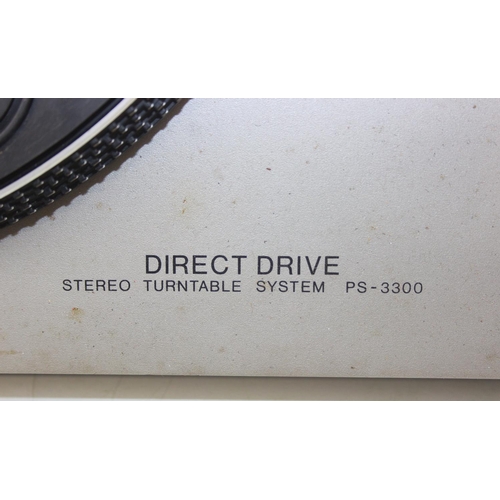 DIRECT DRIVE
STEREO TURNTABLE SYSTEM PS-3300